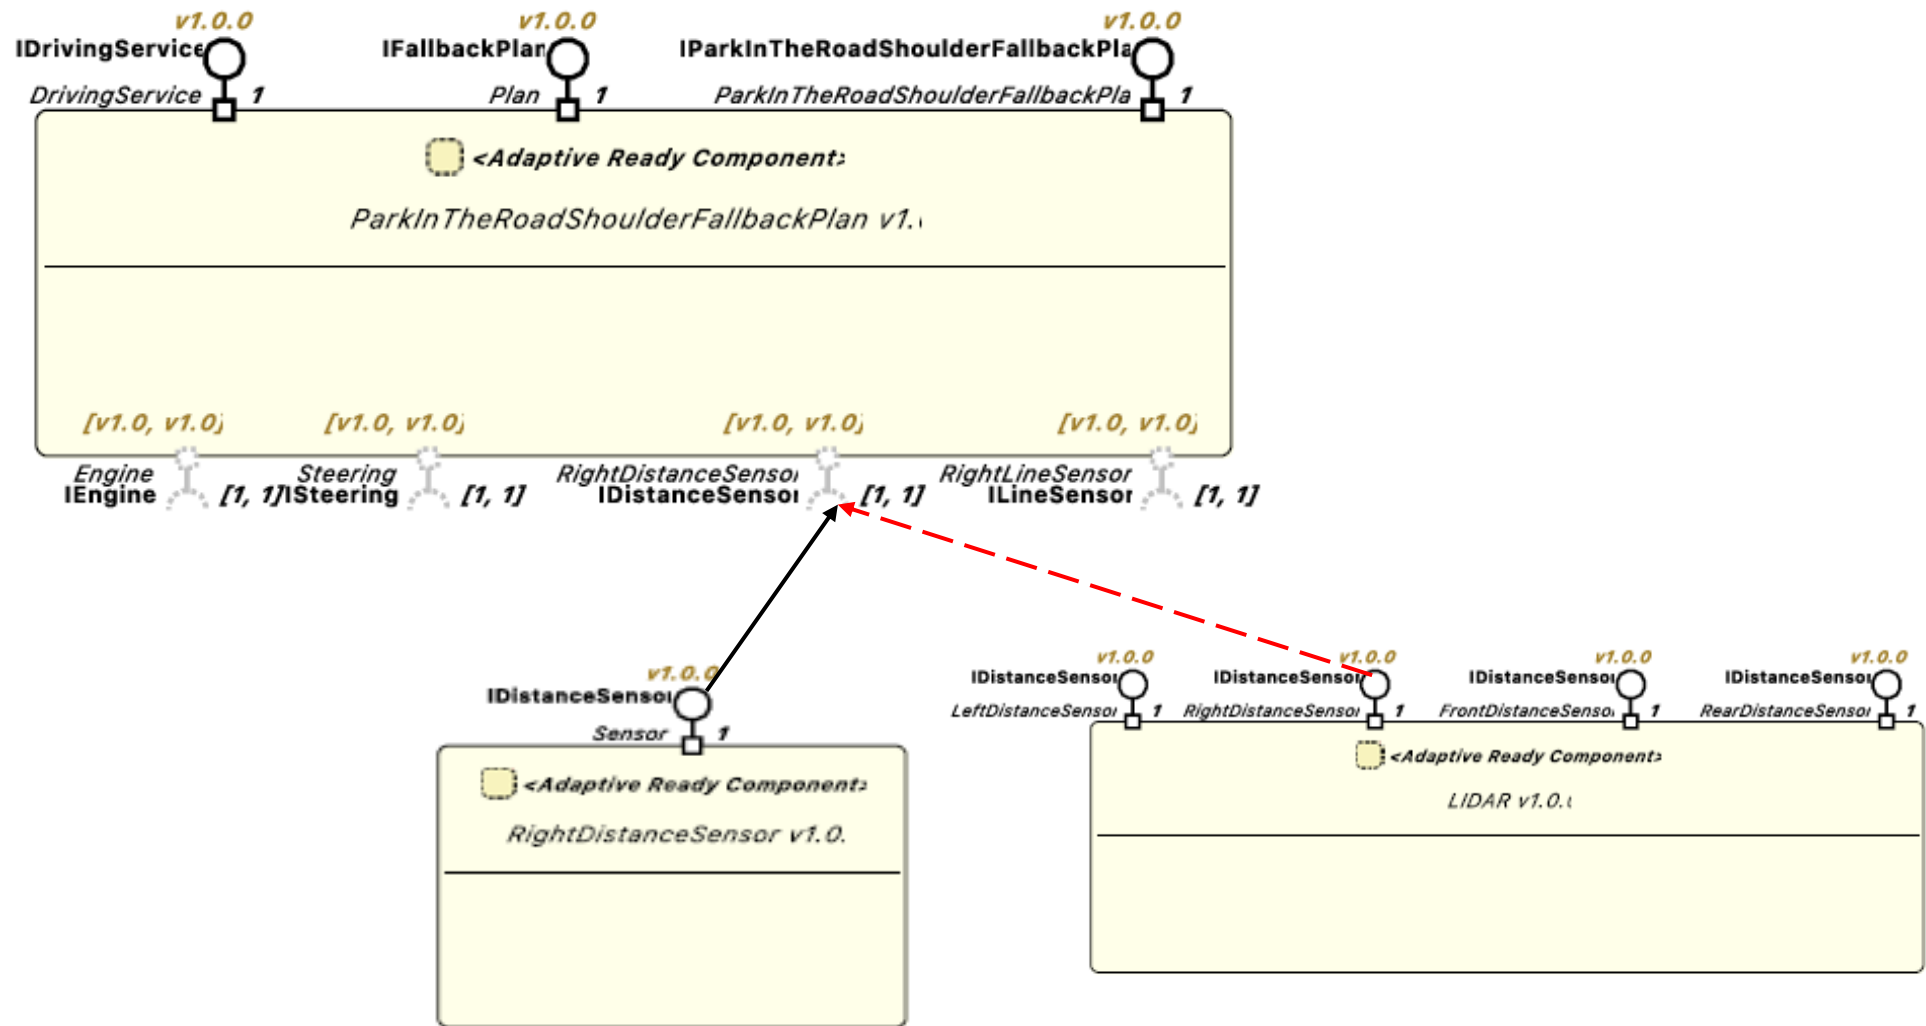 v1.0.0 v1.0.0 v1.0.0
IDrivingService IFallbackPlan IParkInTheRoadShoulderFallbackPla
DrivingService 1 Plan 1 ParkInTheRoadShoulderFallbackPla 1
<Adaptive Ready Component>
ParkInTheRoadShoulderFallbackPlan v1.
[v1.0, v1.0] [v1.0, v1.0] [v1.0, v1.0] [v1.0, v1.0]
Engine Steering RightDistanceSensor RightLineSensor
IEngine [1, 1] ISteering [1, 1] IDistanceSensor [1, 1] ILineSensor [1, 1]
v1.0.0 v1.0.0 v1.0.0 v1.0.0
IDistanceSensor IDistanceSensor IDistanceSensor IDistanceSensor
LeftDistanceSensor 1 RightDistanceSensor 1 FrontDistanceSensor 1 RearDistanceSensor 1
<Adaptive Ready Component>
LIDAR v1.0.
v1.0.0
IDistanceSensor
Sensor 1
<Adaptive Ready Component>
RightDistanceSensor v1.0.